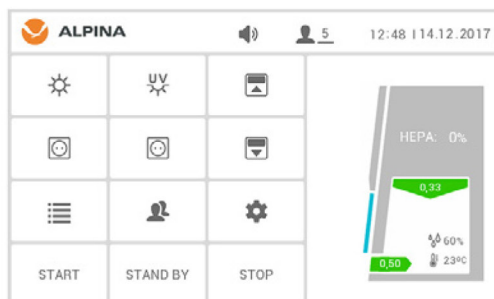 ALPINA 5 12:48 | 14.12.2017
UV
HEPA: 0%
0,33
60%
0,50 23ºC
START STAND BY STOP